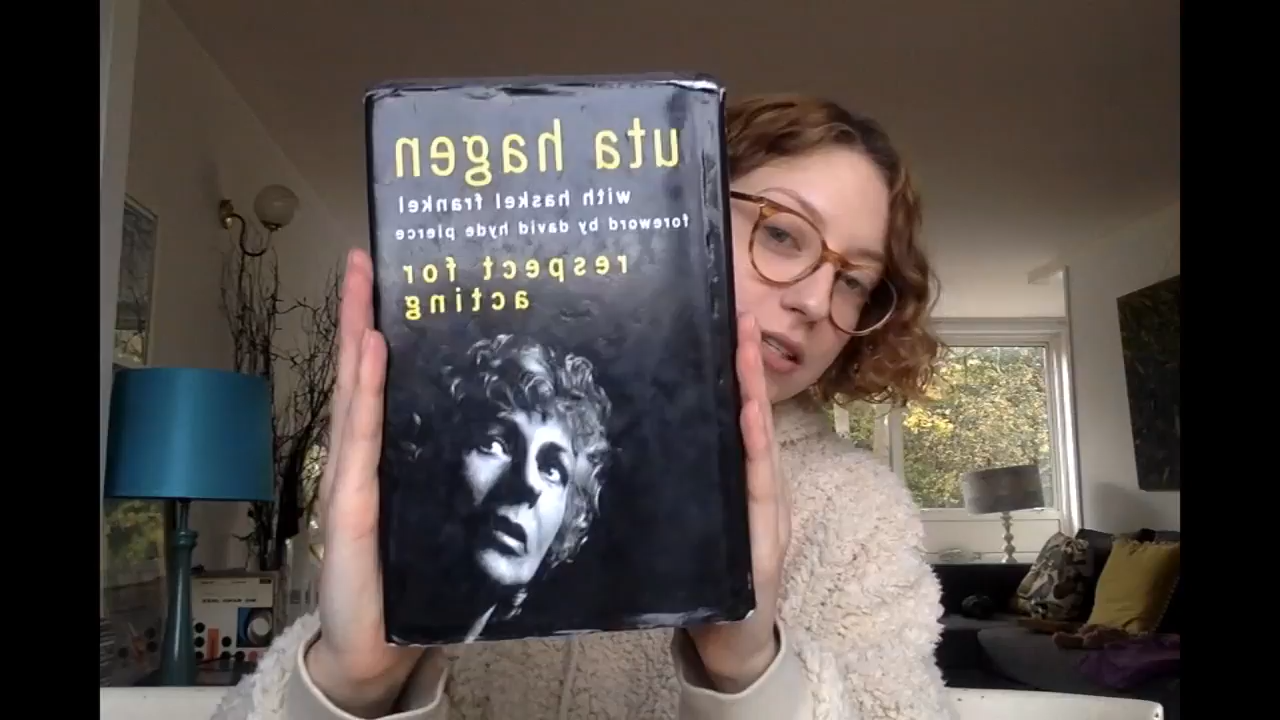 uta hagen
with haskel frankel
foreword by david hyde pierce
respect for
acting